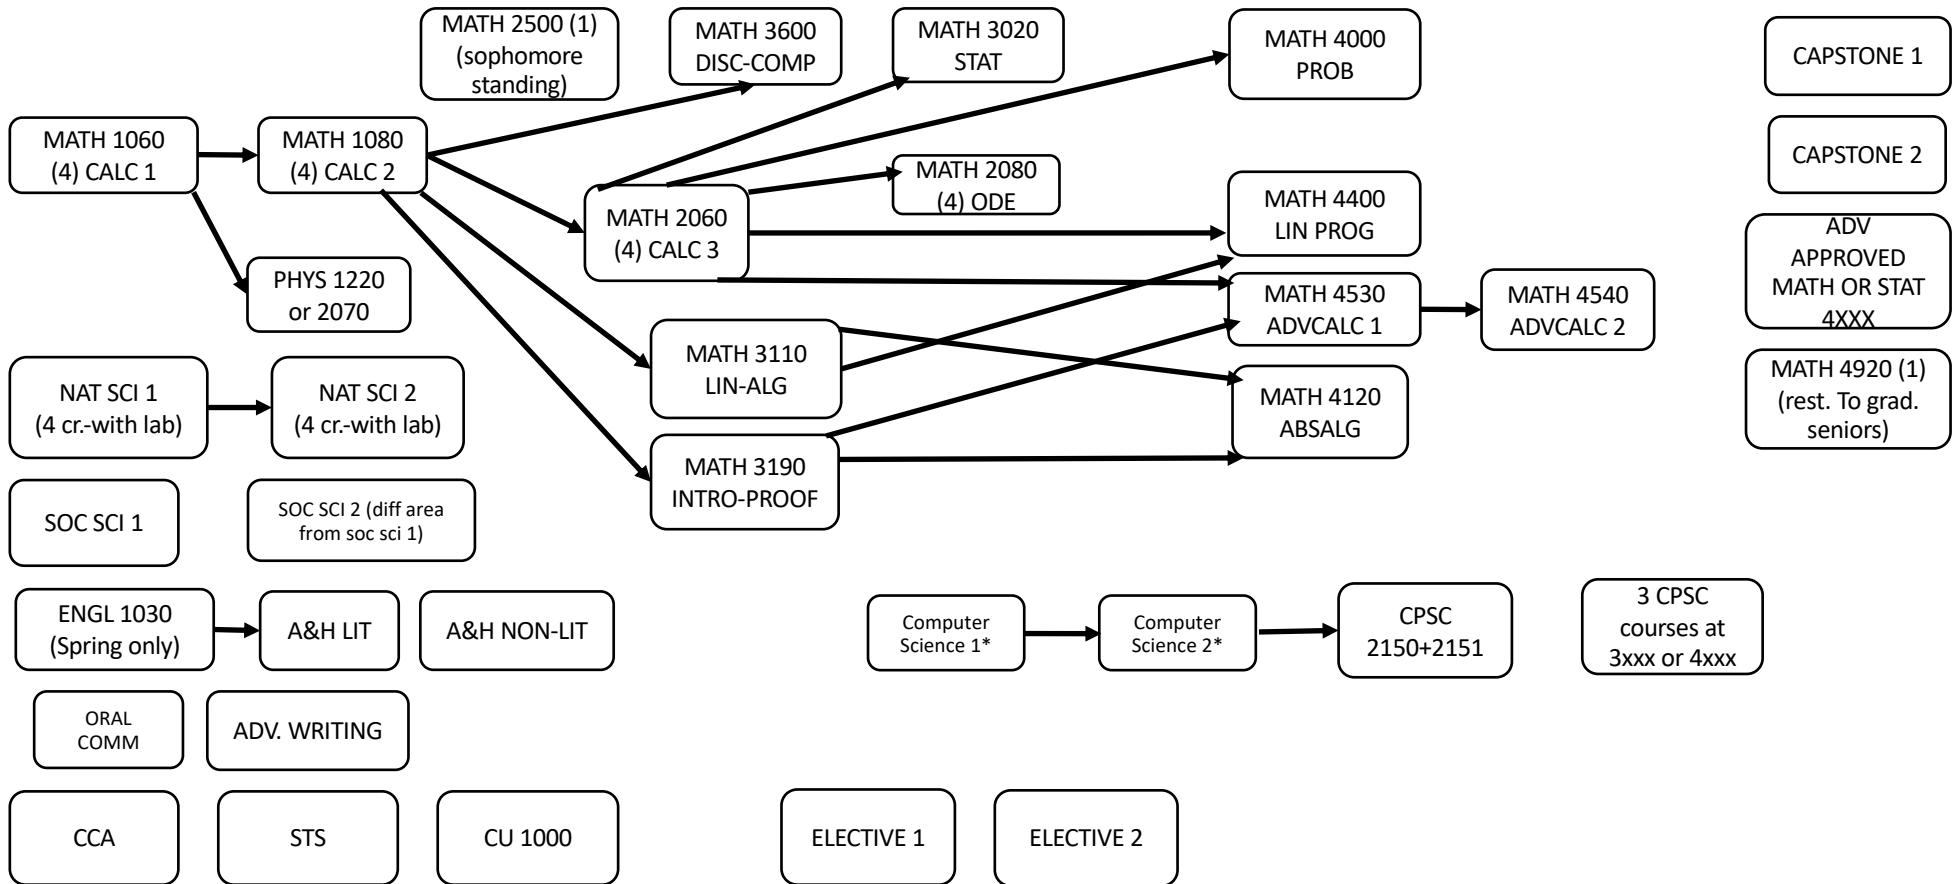 MATH 2500 (1)
(sophomore
standing)
MATH 3600
DISC-COMP
MATH 3020
STAT
MATH 4000
PROB
CAPSTONE 1
MATH 1060
(4) CALC 1
MATH 1080
(4) CALC 2
CAPSTONE 2
MATH 2060
(4) CALC 3
MATH 2080
(4) ODE
MATH 4400
LIN PROG
ADV
APPROVED
MATH OR STAT
4XXX
PHYS 1220
or 2070
MATH 4530
ADVCALC 1
MATH 4540
ADVCALC 2
MATH 3110
LIN-ALG
MATH 4920 (1)
(rest. To grad.
seniors)
NAT SCI 1
(4 cr.-with lab)
NAT SCI 2
(4 cr.-with lab)
MATH 4120
ABSALG
MATH 3190
INTRO-PROOF
SOC SCI 1
SOC SCI 2 (diff area
from soc sci 1)
ENGL 1030
(Spring only)
A&H LIT
A&H NON-LIT
Computer
Science 1*
Computer
Science 2*
CPSC
2150+2151
3 CPSC
courses at
3xxx or 4xxx
ORAL
COMM
ADV. WRITING
CCA
STS
CU 1000
ELECTIVE 1
ELECTIVE 2